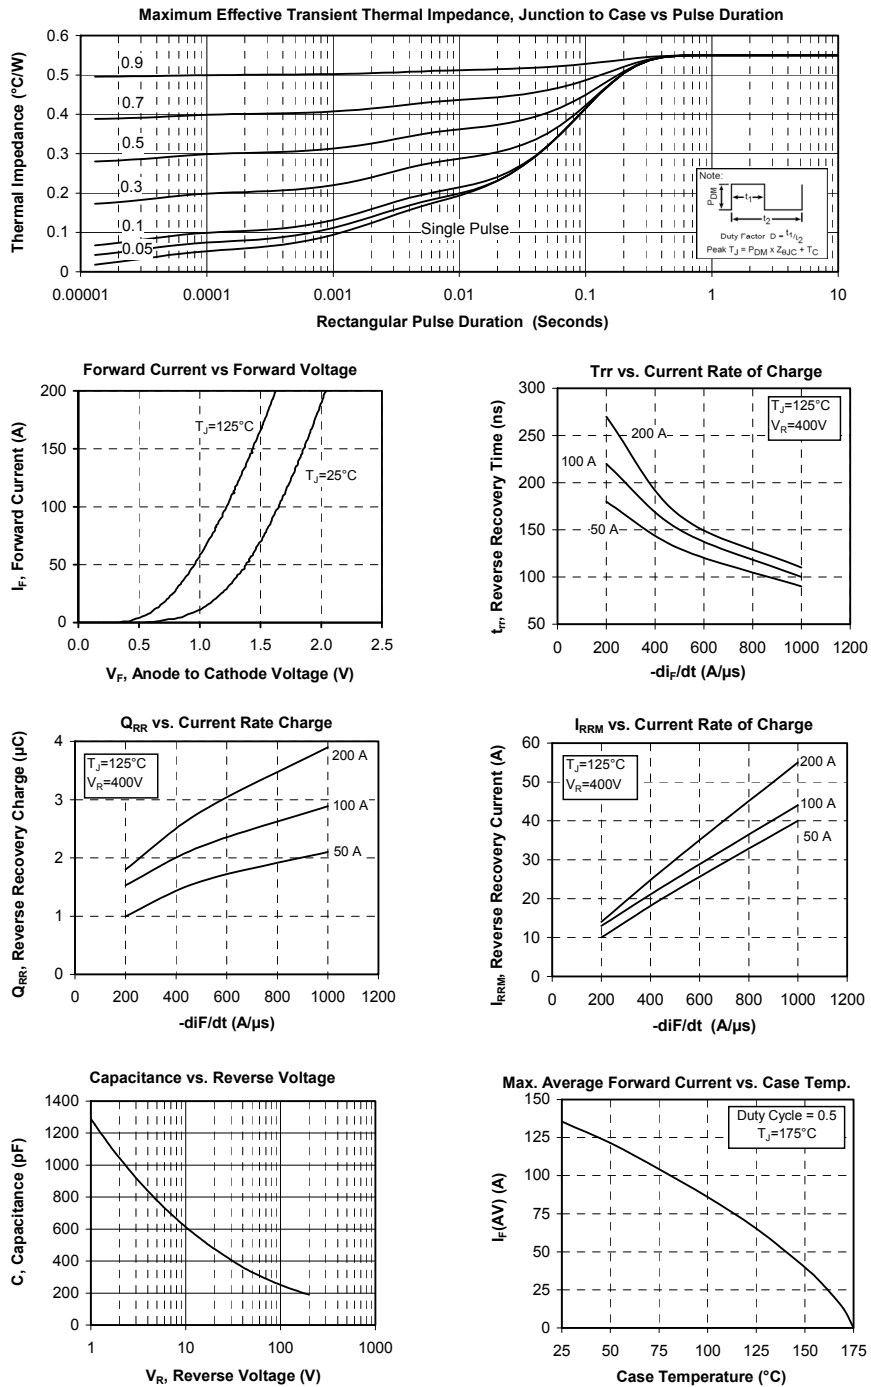 Maximum Effective Transient Thermal Impedance, Junction to Case vs Pulse Duration
Thermal Impedance (°C/W)
0.6
0.5
0.4
0.3
0.2
0.1
0
0.9
0.7
0.5
0.3
0.1
0.05
Single Pulse
Note:
PDM
t1
t2
Duty Factor D = t1/t2
Peak TJ = PDM x ZθJC + TC
0.00001
0.0001
0.001
0.01
0.1
1
10
Rectangular Pulse Duration (Seconds)
Forward Current vs Forward Voltage
IF, Forward Current (A)
200
150
100
50
0
TJ=125°C
TJ=25°C
0.0
0.5
1.0
1.5
2.0
2.5
VF, Anode to Cathode Voltage (V)
Trr vs. Current Rate of Charge
trr, Reverse Recovery Time (ns)
300
250
200
150
100
50
TJ=125°C
VR=400V
200 A
100 A
50 A
0
200
400
600
800
1000
-1200
-diF/dt (A/µs)
QRR vs. Current Rate Charge
QRR, Reverse Recovery Charge (µC)
4
3
2
1
0
TJ=125°C
VR=400V
200 A
100 A
50 A
0
200
400
600
800
1000
1200
-diF/dt (A/µs)
IRRM vs. Current Rate of Charge
IRRM, Reverse Recovery Current (A)
60
50
40
30
20
10
0
TJ=125°C
VR=400V
200 A
100 A
50 A
0
200
400
600
800
1000
1200
-diF/dt (A/µs)
Capacitance vs. Reverse Voltage
C, Capacitance (pF)
1400
1200
1000
800
600
400
200
0
1
10
100
1000
VR, Reverse Voltage (V)
Max. Average Forward Current vs. Case Temp.
IF(AV) (A)
150
125
100
75
50
25
0
Duty Cycle = 0.5
TJ=175°C
25
50
75
100
125
150
175
Case Temperature (°C)